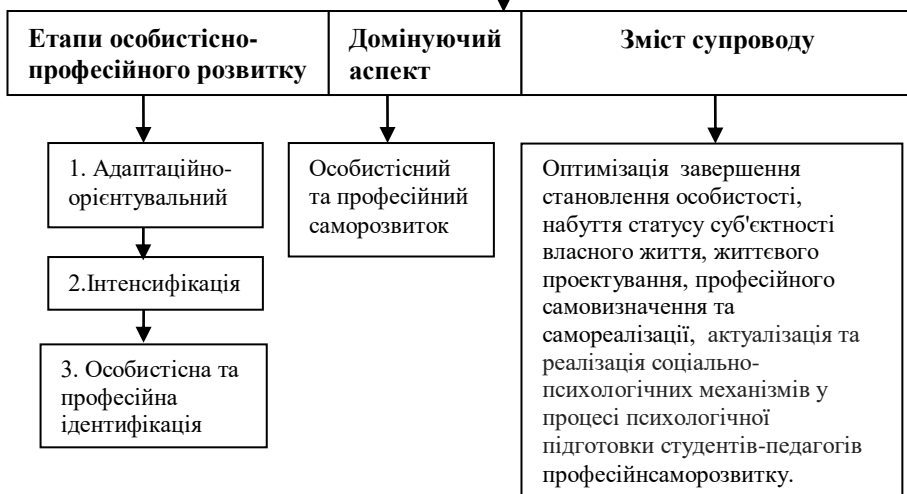 Етапи особистісно-
професійного розвитку
Домінуючий
аспект
Зміст супроводу
1. Адаптаційно-
орієнтувальний
2.Інтенсифікація
3. Особистісна та
професійна
ідентифікація
Особистісний
та професійний
саморозвиток
Оптимізація завершення
становлення особистості,
набуття статусу суб'єктності
власного життя, життєвого
проектування, професійного
самовизначення та
самореалізації, актуалізація та
реалізація соціально-
психологічних механізмів у
процесі психологічної
підготовки студентів-педагогів
професійнсаморозвитку.